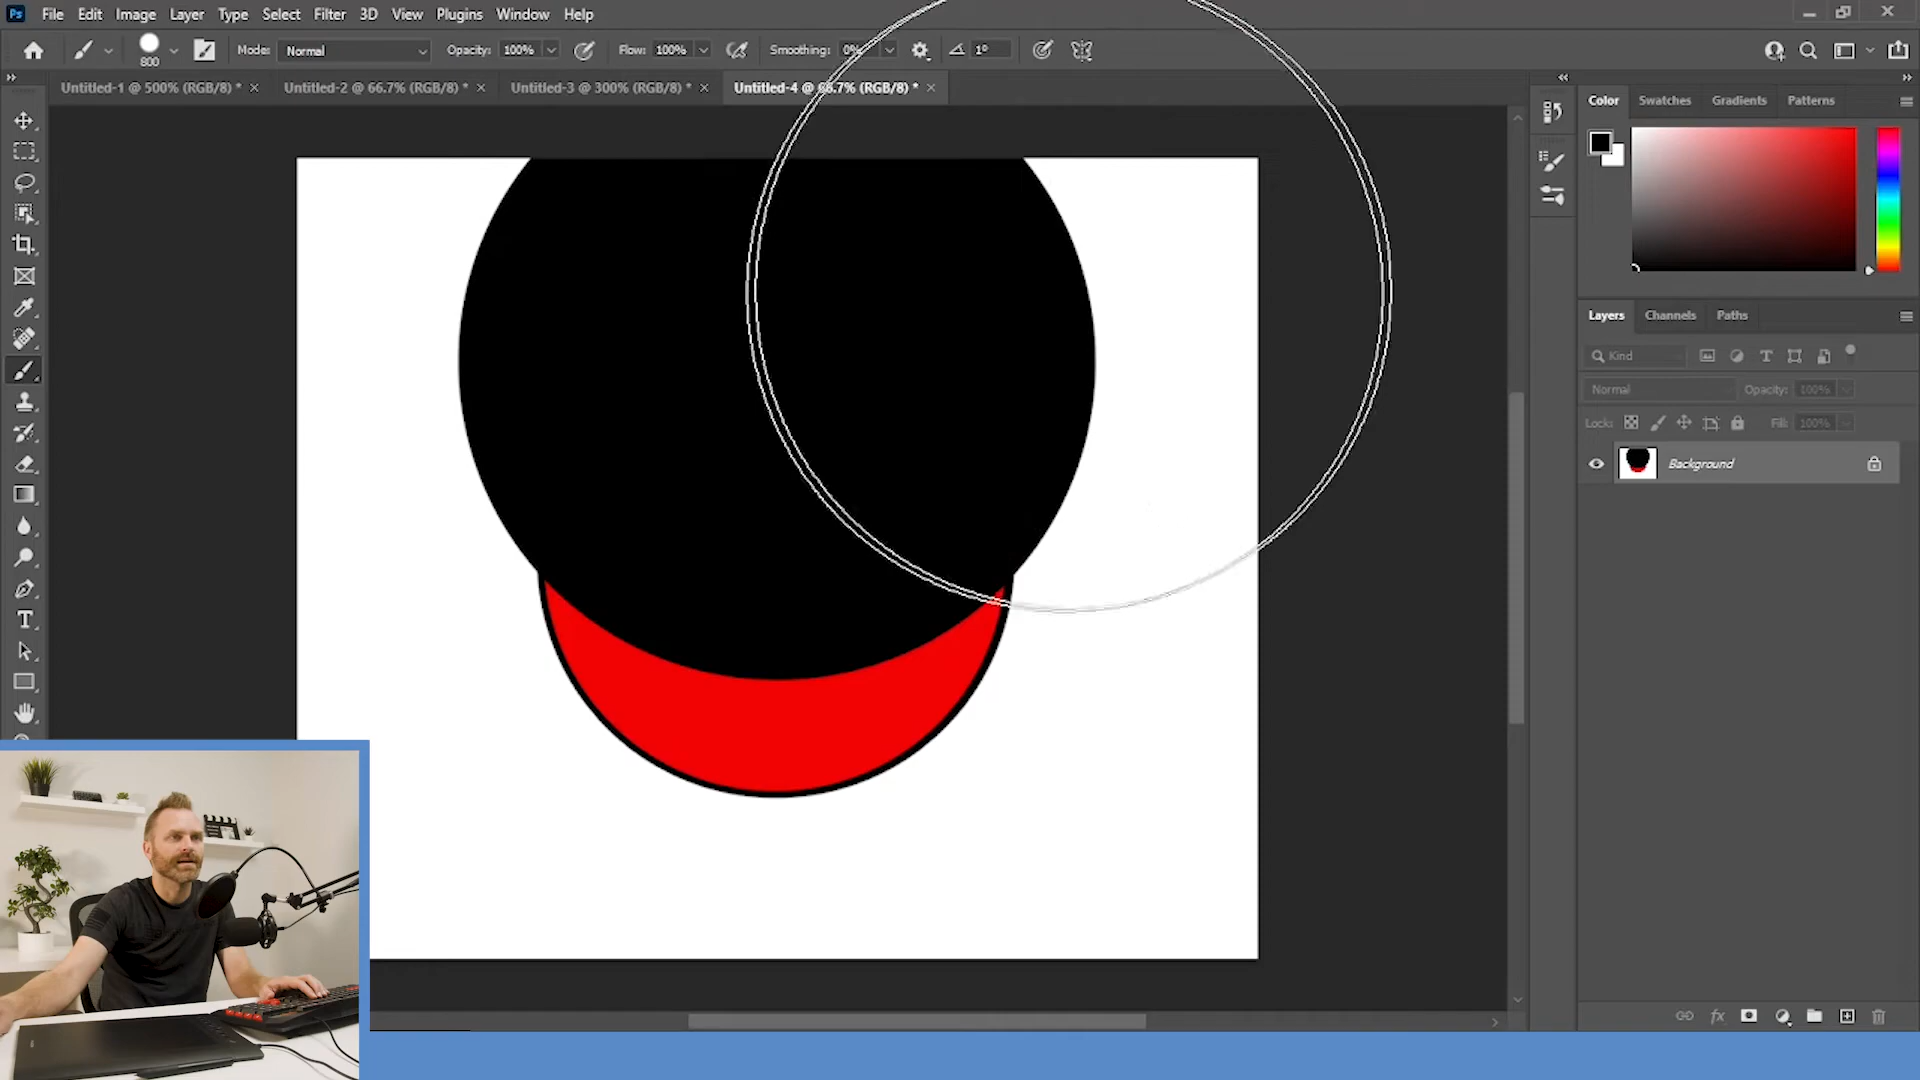 Ps File Edit Image Layer Type Select Filter 3D View Plugins Window Help
800 Mode: Normal Opacity: 100% Flow: 100% Smoothing: 0% 1°
Untitled-1 @ 500% (RGB/8) * Untitled-2 @ 66.7% (RGB/8) * Untitled-3 @ 300% (RGB/8) * Untitled-4 @ 66.7% (RGB/8) *
Color Swatches Gradients Patterns
Layers Channels Paths
Kind
Normal Opacity: 100%
Lock: Fill: 100%
Background
fx